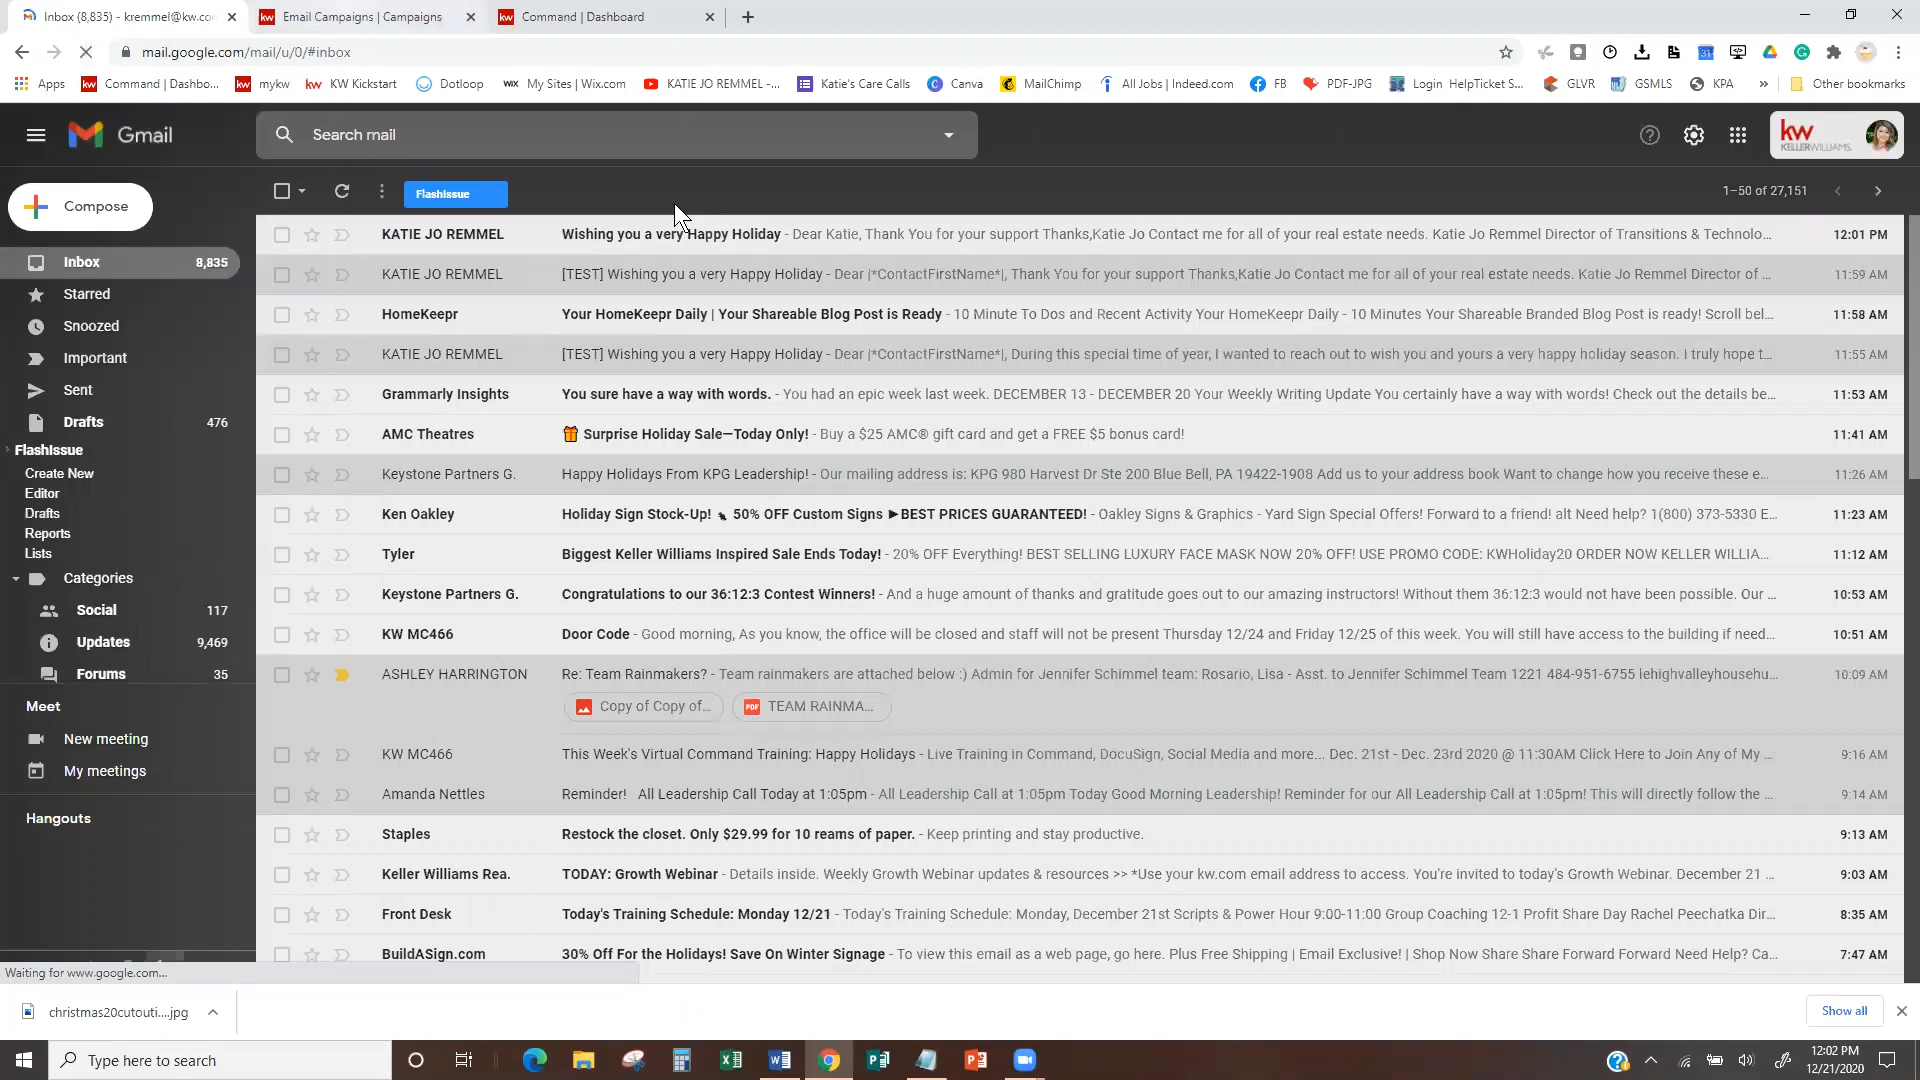 Inbox (8,835) - kremmel@kw.co
Email Campaigns | Campaigns
Command | Dashboard
mail.google.com/mail/u/0/#inbox
Apps
Command | Dashbo...
mykw
KW Kickstart
Dotloop
My Sites | Wix.com
KATIE JO REMMEL -...
Katie's Care Calls
Canva
MailChimp
All Jobs | Indeed.com
FB
PDF-JPG
Login HelpTicket S...
GLVR
GSMLS
KPA
Other bookmarks
Gmail
Search mail
kw
KELLERWILLIAMS.
Compose
Flashissue
1–50 of 27,151
Inbox 8,835
Starred
Snoozed
Important
Sent
Drafts 476
Flashissue
Create New
Editor
Drafts
Reports
Lists
Categories
Social 117
Updates 9,469
Forums 35
Meet
New meeting
My meetings
Hangouts
KATIE JO REMMEL Wishing you a very Happy Holiday - Dear Katie, Thank You for your support Thanks,Katie Jo Contact me for all of your real estate needs. Katie Jo Remmel Director of Transitions & Technolo... 12:01 PM
KATIE JO REMMEL [TEST] Wishing you a very Happy Holiday - Dear |*ContactFirstName*|, Thank You for your support Thanks,Katie Jo Contact me for all of your real estate needs. Katie Jo Remmel Director of ... 11:59 AM
HomeKeepr Your HomeKeepr Daily | Your Shareable Blog Post is Ready - 10 Minute To Dos and Recent Activity Your HomeKeepr Daily - 10 Minutes Your Shareable Branded Blog Post is ready! Scroll bel... 11:58 AM
KATIE JO REMMEL [TEST] Wishing you a very Happy Holiday - Dear |*ContactFirstName*|, During this special time of year, I wanted to reach out to wish you and yours a very happy holiday season. I truly hope t... 11:55 AM
Grammarly Insights You sure have a way with words. - You had an epic week last week. DECEMBER 13 - DECEMBER 20 Your Weekly Writing Update You certainly have a way with words! Check out the details be... 11:53 AM
AMC Theatres 🎁 Surprise Holiday Sale—Today Only! - Buy a $25 AMC® gift card and get a FREE $5 bonus card! 11:41 AM
Keystone Partners G. Happy Holidays From KPG Leadership! - Our mailing address is: KPG 980 Harvest Dr Ste 200 Blue Bell, PA 19422-1908 Add us to your address book Want to change how you receive these e... 11:26 AM
Ken Oakley Holiday Sign Stock-Up! 50% OFF Custom Signs ►BEST PRICES GUARANTEED! - Oakley Signs & Graphics - Yard Sign Special Offers! Forward to a friend! alt Need help? 1(800) 373-5330 E... 11:23 AM
Tyler Biggest Keller Williams Inspired Sale Ends Today! - 20% OFF Everything! BEST SELLING LUXURY FACE MASK NOW 20% OFF! USE PROMO CODE: KWHoliday20 ORDER NOW KELLER WILLIA... 11:12 AM
Keystone Partners G. Congratulations to our 36:12:3 Contest Winners! - And a huge amount of thanks and gratitude goes out to our amazing instructors! Without them 36:12:3 would not have been possible. Our ... 10:53 AM
KW MC466 Door Code - Good morning, As you know, the office will be closed and staff will not be present Thursday 12/24 and Friday 12/25 of this week. You will still have access to the building if need... 10:51 AM
ASHLEY HARRINGTON Re: Team Rainmakers? - Team rainmakers are attached below :) Admin for Jennifer Schimmel team: Rosario, Lisa - Asst. to Jennifer Schimmel Team 1221 484-951-6755 lehighvalleyhousehu... 10:09 AM
Copy of Copy of... PDF TEAM RAINMA...
KW MC466 This Week's Virtual Command Training: Happy Holidays - Live Training in Command, DocuSign, Social Media and more... Dec. 21st - Dec. 23rd 2020 @ 11:30AM Click Here to Join Any of My ... 9:16 AM
Amanda Nettles Reminder! All Leadership Call Today at 1:05pm - All Leadership Call at 1:05pm Today Good Morning Leadership! Reminder for our All Leadership Call at 1:05pm! This will directly follow the ... 9:14 AM
Staples Restock the closet. Only $29.99 for 10 reams of paper. - Keep printing and stay productive. 9:13 AM
Keller Williams Rea. TODAY: Growth Webinar - Details inside. Weekly Growth Webinar updates & resources >> *Use your kw.com email address to access. You're invited to today's Growth Webinar. December 21 ... 9:03 AM
Front Desk Today's Training Schedule: Monday 12/21 - Today's Training Schedule: Monday, December 21st Scripts & Power Hour 9:00-11:00 Group Coaching 12-1 Profit Share Day Rachel Peechatka Dir... 8:35 AM
BuildASign.com 30% Off For the Holidays! Save On Winter Signage - To view this email as a web page, go here. Plus Free Shipping | Email Exclusive! | Shop Now Share Share Forward Forward Need Help? Ca... 7:47 AM
Waiting for www.google.com...
christmas20cutouti....jpg
Show all
Type here to search
12:02 PM
12/21/2020